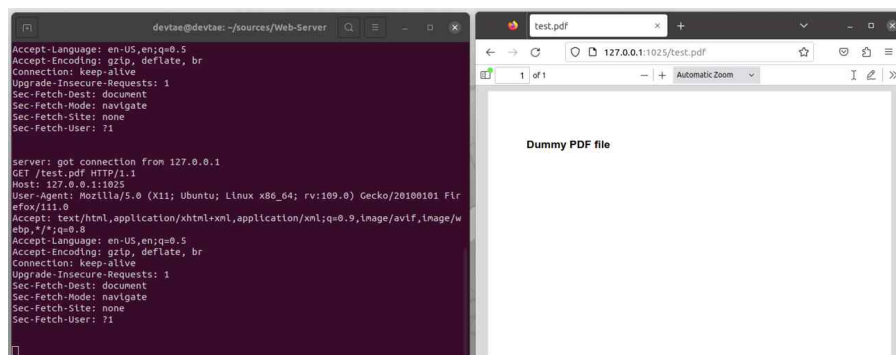 devtae@devtae: ~/sources/Web-Server
Accept-Language: en-US,en;q=0.5
Accept-Encoding: gzip, deflate, br
Connection: keep-alive
Upgrade-Insecure-Requests: 1
Sec-Fetch-Dest: document
Sec-Fetch-Mode: navigate
Sec-Fetch-Site: none
Sec-Fetch-User: ?1
server: got connection from 127.0.0.1
GET /test.pdf HTTP/1.1
Host: 127.0.0.1:1025
User-Agent: Mozilla/5.0 (X11; Ubuntu; Linux x86_64; rv:109.0) Gecko/20100101 Fir
efox/111.0
Accept: text/html,application/xhtml+xml,application/xml;q=0.9,image/avif,image/w
ebp,*/*;q=0.8
Accept-Language: en-US,en;q=0.5
Accept-Encoding: gzip, deflate, br
Connection: keep-alive
Upgrade-Insecure-Requests: 1
Sec-Fetch-Dest: document
Sec-Fetch-Mode: navigate
Sec-Fetch-Site: none
Sec-Fetch-User: ?1
test.pdf
127.0.0.1:1025/test.pdf
1 of 1 Automatic Zoom
Dummy PDF file